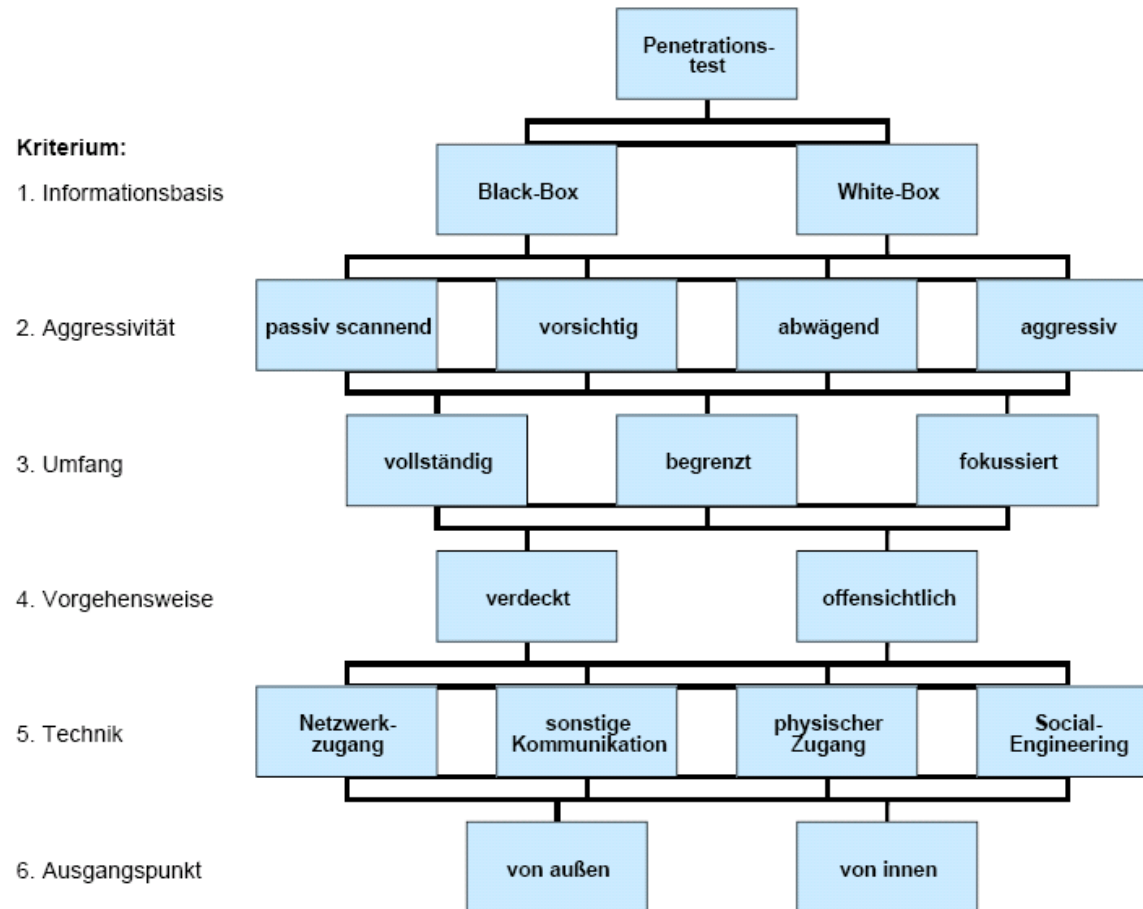 Penetrations-
test
Kriterium:
1. Informationsbasis
Black-Box
White-Box
2. Aggressivität
passiv scannend
vorsichtig
abwägend
aggressiv
3. Umfang
vollständig
begrenzt
fokussiert
4. Vorgehensweise
verdeckt
offensichtlich
5. Technik
Netzwerk-
zugang
sonstige
Kommunikation
physischer
Zugang
Social-
Engineering
6. Ausgangspunkt
von außen
von innen